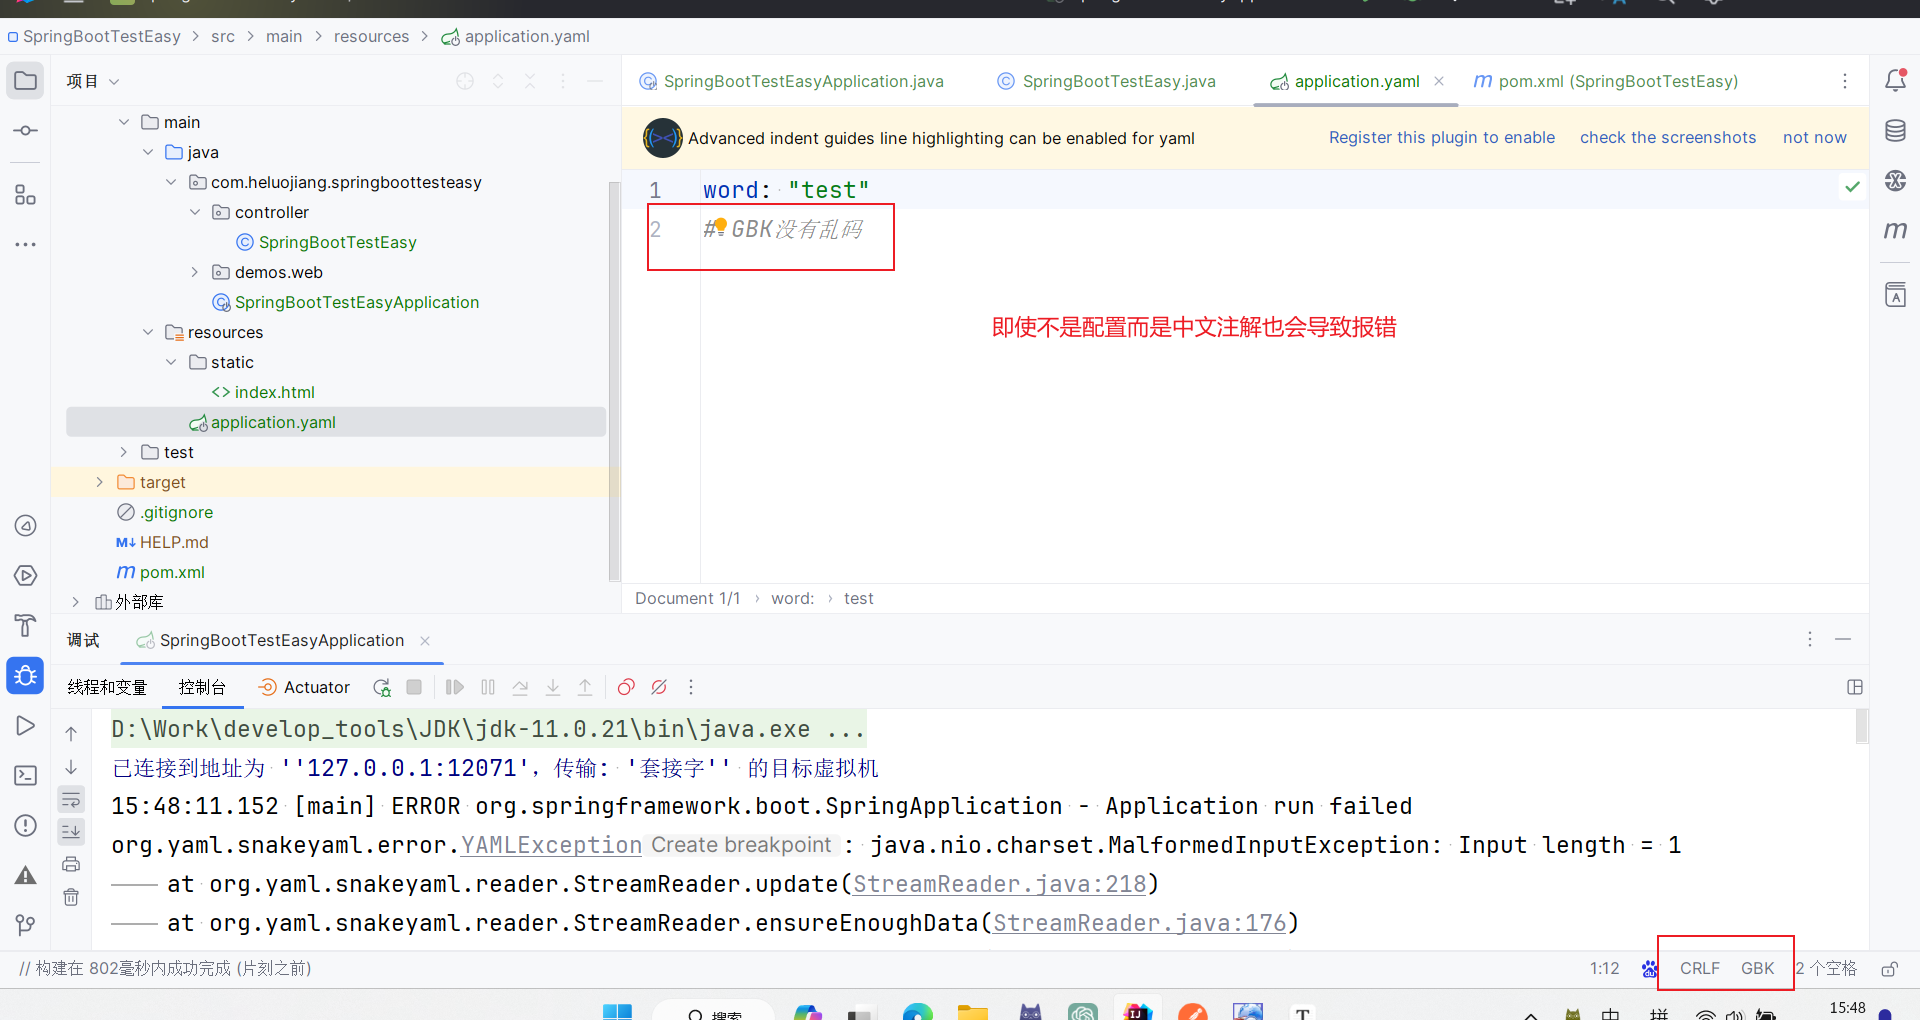 SpringBootTestEasy > src > main > resources > application.yaml
项目
SpringBootTestEasyApplication.java
SpringBootTestEasy.java
application.yaml
pom.xml (SpringBootTestEasy)
main
java
com.heluojiang.springboottesteasy
controller
SpringBootTestEasy
demos.web
SpringBootTestEasyApplication
resources
static
index.html
application.yaml
test
target
.gitignore
HELP.md
pom.xml
外部库
Advanced indent guides line highlighting can be enabled for yaml
Register this plugin to enable
check the screenshots
not now
1 word: "test"
2 # GBK没有乱码
即使不是配置而是中文注解也会导致报错
Document 1/1 > word: > test
调试
SpringBootTestEasyApplication
线程和变量
控制台
Actuator
D:\Work\develop_tools\JDK\jdk-11.0.21\bin\java.exe ...
已连接到地址为 ''127.0.0.1:12071'，传输: '套接字'' 的目标虚拟机
15:48:11.152 [main] ERROR org.springframework.boot.SpringApplication - Application run failed
org.yaml.snakeyaml.error.YAMLException Create breakpoint : java.nio.charset.MalformedInputException: Input length = 1
at org.yaml.snakeyaml.reader.StreamReader.update(StreamReader.java:218)
at org.yaml.snakeyaml.reader.StreamReader.ensureEnoughData(StreamReader.java:176)
// 构建在 802毫秒内成功完成 (片刻之前)
1:12
CRLF
GBK
2 个空格
搜索
中
拼
15:48